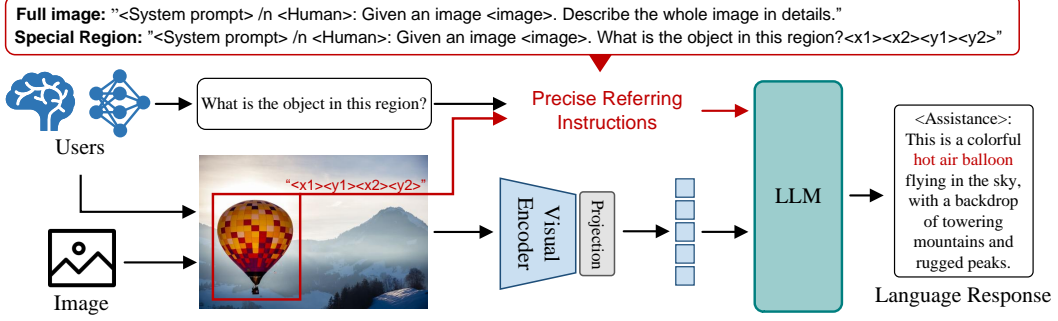 Full image: "<System prompt> /n <Human>: Given an image <image>. Describe the whole image in details."
Special Region: "<System prompt> /n <Human>: Given an image <image>. What is the object in this region?<x1><x2><y1><y2>"
Users
What is the object in this region?
Precise Referring
Instructions
"<x1><y1><x2><y2>"
Image
Visual
Encoder
Projection
LLM
<Assistance>:
This is a colorful
hot air balloon
flying in the sky,
with a backdrop
of towering
mountains and
rugged peaks.
Language Response